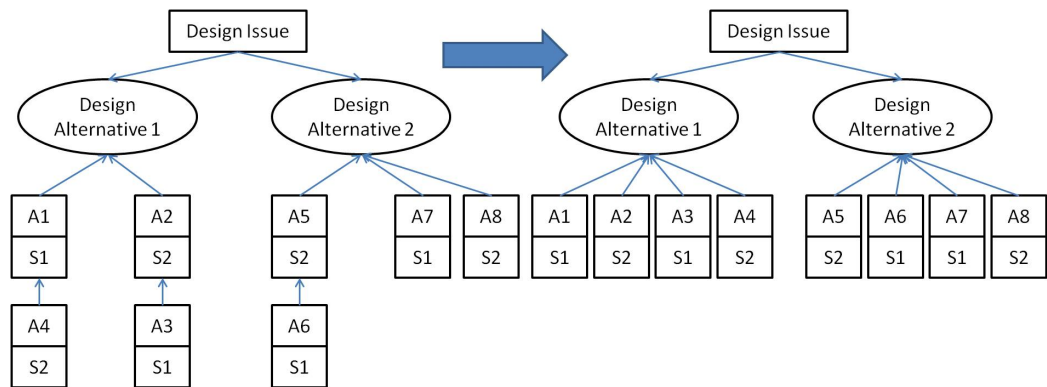 Design Issue
Design
Alternative 1
Design
Alternative 2
A1
S1
A2
S2
A5
S2
A7
S1
A8
S2
A4
S2
A3
S1
A6
S1
Design Issue
Design
Alternative 1
Design
Alternative 2
A1
S1
A2
S2
A3
S1
A4
S2
A5
S2
A6
S1
A7
S1
A8
S2